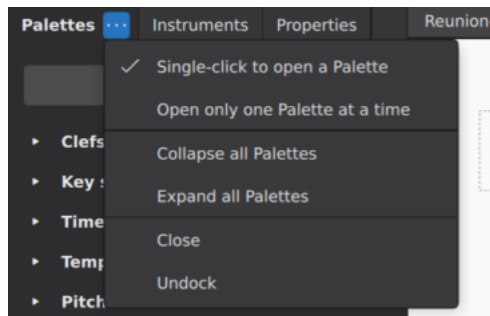 Palettes ... Instruments Properties Reunion
Single-click to open a Palette
Open only one Palette at a time
Clefs
Collapse all Palettes
Key
Expand all Palettes
Time
Close
Temp
Undock
Pitch